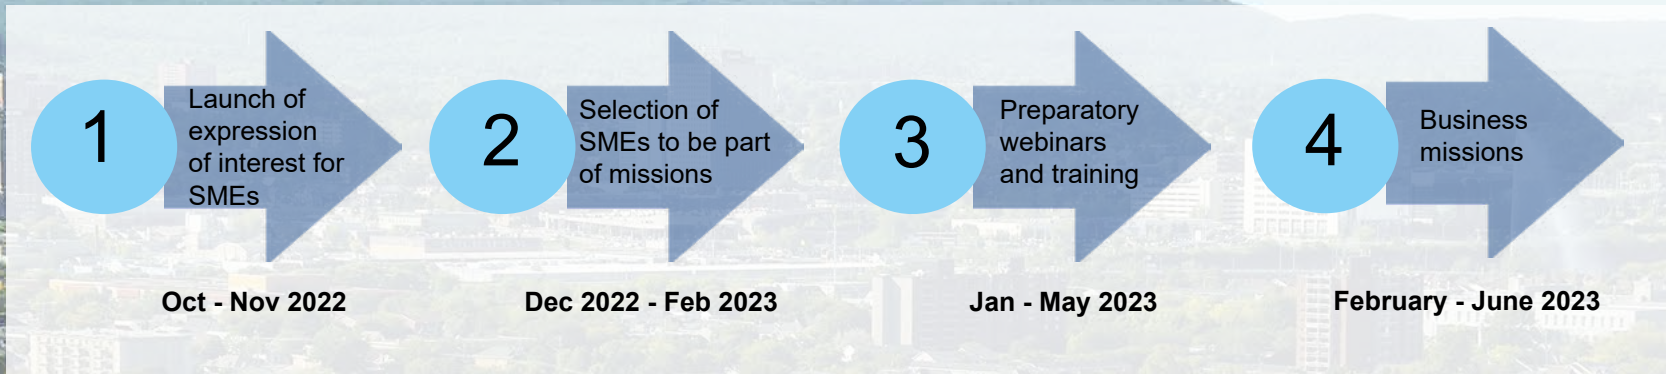 1
Launch of
expression
of interest for
SMEs
Oct - Nov 2022
2
Selection of
SMEs to be part
of missions
Dec 2022 - Feb 2023
3
Preparatory
webinars
and training
Jan - May 2023
4
Business
missions
February - June 2023